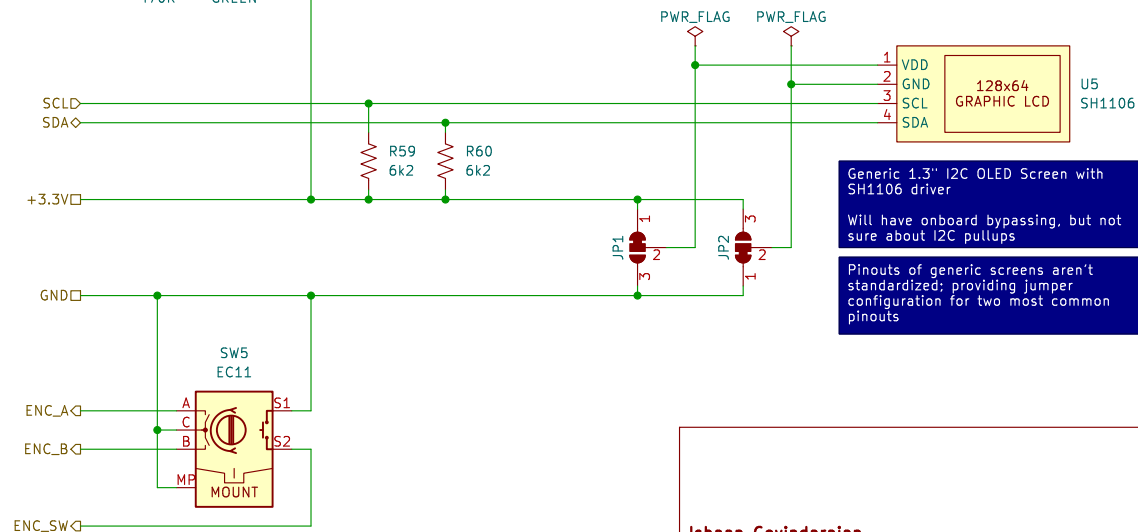 GREEN
PWR_FLAG
PWR_FLAG
1
VDD
2
GND
3
SCL
4
SDA
128x64
GRAPHIC LCD
U5
SH1106
SCL
SDA
R59
6k2
R60
6k2
+3.3V
JP1
1
2
3
JP2
3
2
1
Generic 1.3" I2C OLED Screen with
SH1106 driver
Will have onboard bypassing, but not
sure about I2C pullups
Pinouts of generic screens aren't
standardized; providing jumper
configuration for two most common
pinouts
GND
SW5
EC11
ENC_A
A
C
ENC_B
B
MP
S1
S2
MOUNT
ENC_SW